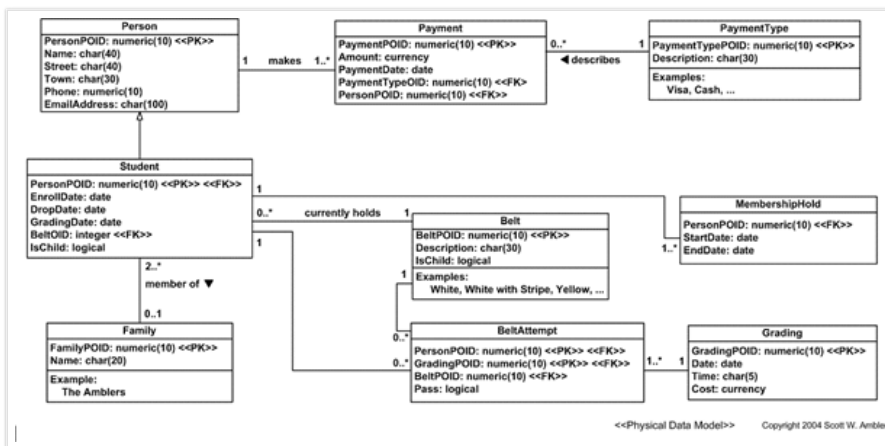 Person
PersonPOID: numeric(10) <<PK>>
Name: char(40)
Street: char(40)
Town: char(30)
Phone: numeric(10)
EmailAddress: char(100)
1 makes 1..*
Payment
PaymentPOID: numeric(10) <<PK>>
Amount: currency
PaymentDate: date
PaymentTypeOID: numeric(10) <<FK>
PersonPOID: numeric(10) <<FK>>
0..* 1
◀ describes
PaymentType
PaymentTypePOID: numeric(10) <<PK>>
Description: char(30)
Examples:
Visa, Cash, ...
Student
PersonPOID: numeric(10) <<PK>> <<FK>>
EnrollDate: date
DropDate: date
GradingDate: date
BeltOID: integer <<FK>>
IsChild: logical
1
0..* currently holds 1
1
1..*
MembershipHold
PersonPOID: numeric(10) <<FK>>
StartDate: date
EndDate: date
Belt
BeltPOID: numeric(10) <<PK>>
Description: char(30)
IsChild: logical
Examples:
White, White with Stripe, Yellow, ...
2..*
member of ▼
0..1
Family
FamilyPOID: numeric(10) <<PK>>
Name: char(20)
Example:
The Amblers
1
0..*
0..*
BeltAttempt
PersonPOID: numeric(10) <<PK>> <<FK>>
GradingPOID: numeric(10) <<PK>> <<FK>>
BeltPOID: numeric(10) <<FK>>
Pass: logical
1..* 1
Grading
GradingPOID: numeric(10) <<PK>>
Date: date
Time: char(5)
Cost: currency
<<Physical Data Model>> Copyright 2004 Scott W. Amble